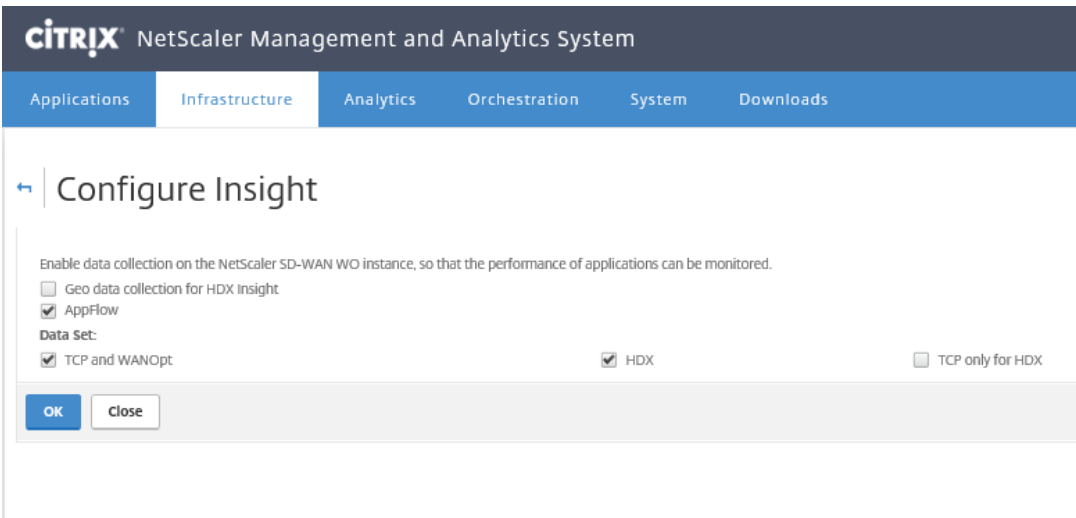 CITRIX NetScaler Management and Analytics System
Applications Infrastructure Analytics Orchestration System Downloads
Configure Insight
Enable data collection on the NetScaler SD-WAN WO instance, so that the performance of applications can be monitored.
Geo data collection for HDX Insight
AppFlow
Data Set:
TCP and WANOpt HDX TCP only for HDX
OK Close